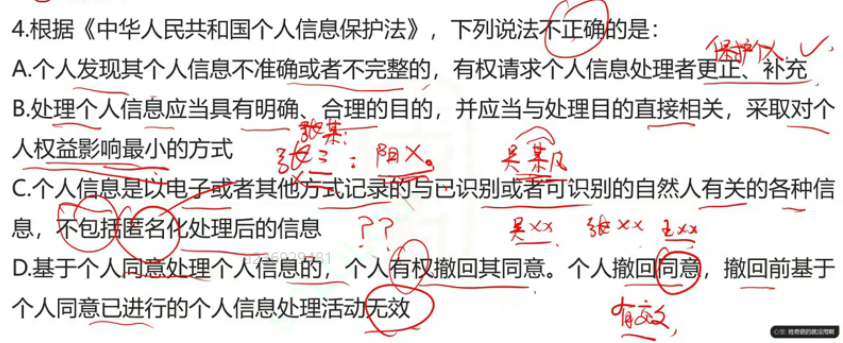 4.根据《中华人民共和国个人信息保护法》，下列说法不正确的是：
保护个人
A.个人发现其个人信息不准确或者不完整的，有权请求个人信息处理者更正、补充
B.处理个人信息应当具有明确、合理的目的，并应当与处理目的直接相关，采取对个
张某：
人权益影响最小的方式
张三：阳X。 吴某凡
C.个人信息是以电子或者其他方式记录的与已识别或者可识别的自然人有关的各种信
息，不包括匿名化处理后的信息
?? 吴xx 张xx 王xx
D.基于个人同意处理个人信息的，个人有权撤回其同意。个人撤回同意，撤回前基于
个人同意已进行的个人信息处理活动无效
有效